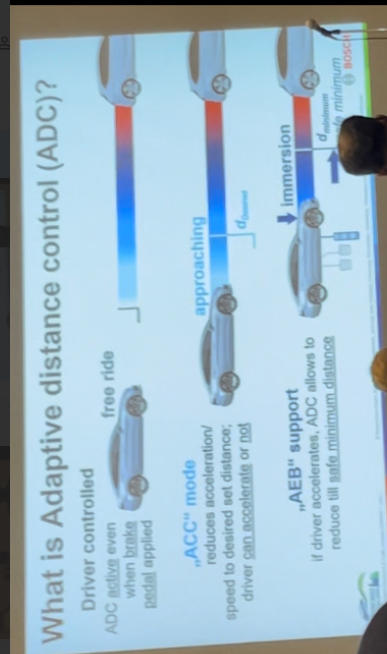 What is Adaptive distance control (ADC)?
Driver controlled
ADC active even
when brake
pedal applied
free ride
„ACC“ mode
reduces acceleration/
speed to desired set distance;
driver can accelerate or not
approaching
d desired
„AEB“ support
if driver accelerates, ADC allows to
reduce till safe minimum distance
immersion
d minimum
safe minimum
BOSCH